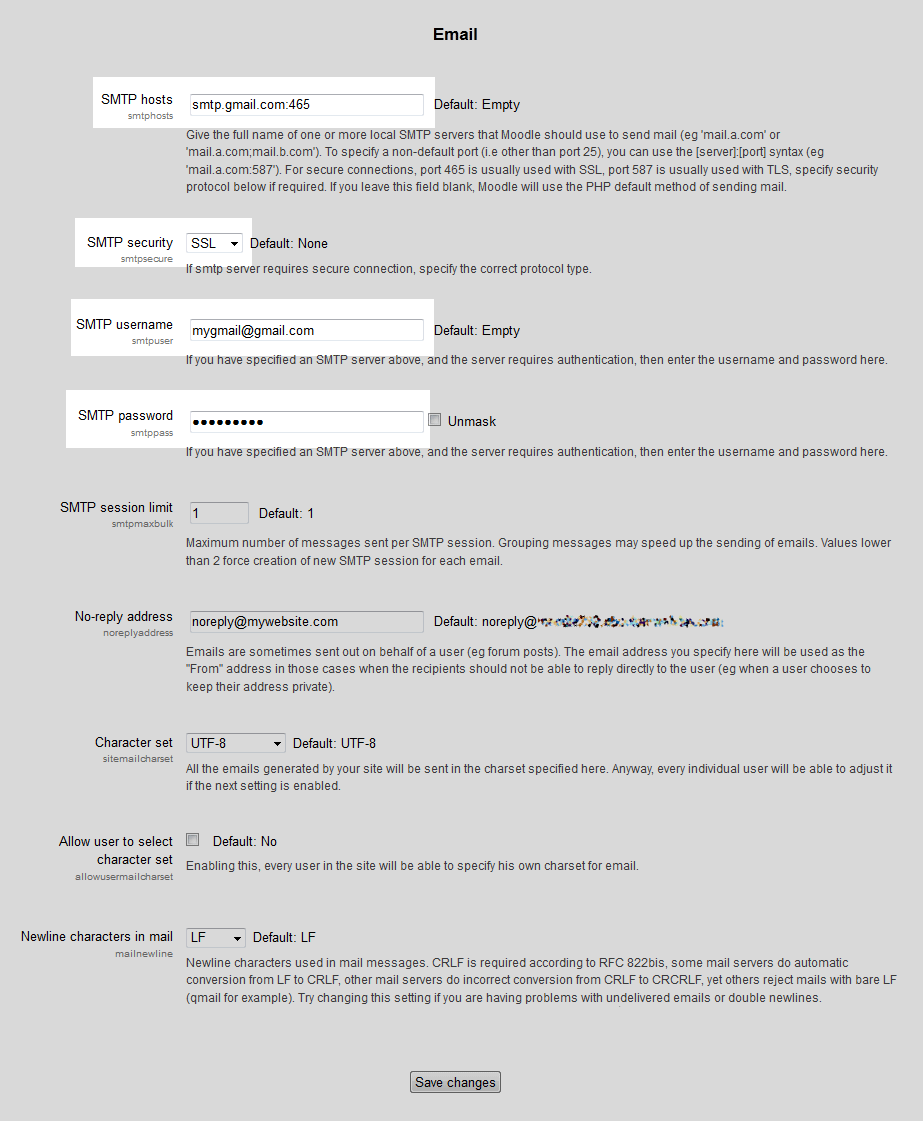 Email
SMTP hosts
smtphosts
smtp.gmail.com:465 Default: Empty
Give the full name of one or more local SMTP servers that Moodle should use to send mail (eg 'mail.a.com' or
'mail.a.com;mail.b.com'). To specify a non-default port (i.e other than port 25), you can use the [server]:[port] syntax (eg
'mail.a.com:587'). For secure connections, port 465 is usually used with SSL, port 587 is usually used with TLS, specify security
protocol below if required. If you leave this field blank, Moodle will use the PHP default method of sending mail.
SMTP security
smtpsecure
SSL Default: None
If smtp server requires secure connection, specify the correct protocol type.
SMTP username
smtpuser
mygmail@gmail.com Default: Empty
If you have specified an SMTP server above, and the server requires authentication, then enter the username and password here.
SMTP password
smtppass
●●●●●●●●● Unmask
If you have specified an SMTP server above, and the server requires authentication, then enter the username and password here.
SMTP session limit
smtpmaxbulk
1 Default: 1
Maximum number of messages sent per SMTP session. Grouping messages may speed up the sending of emails. Values lower
than 2 force creation of new SMTP session for each email.
No-reply address
noreplyaddress
noreply@mywebsite.com Default: noreply@
Emails are sometimes sent out on behalf of a user (eg forum posts). The email address you specify here will be used as the
"From" address in those cases when the recipients should not be able to reply directly to the user (eg when a user chooses to
keep their address private).
Character set
sitemailcharset
UTF-8 Default: UTF-8
All the emails generated by your site will be sent in the charset specified here. Anyway, every individual user will be able to adjust it
if the next setting is enabled.
Allow user to select
character set
allowusermailcharset
Default: No
Enabling this, every user in the site will be able to specify his own charset for email.
Newline characters in mail
mailnewline
LF Default: LF
Newline characters used in mail messages. CRLF is required according to RFC 822bis, some mail servers do automatic
conversion from LF to CRLF, other mail servers do incorrect conversion from CRLF to CRCRLF, yet others reject mails with bare LF
(qmail for example). Try changing this setting if you are having problems with undelivered emails or double newlines.
Save changes